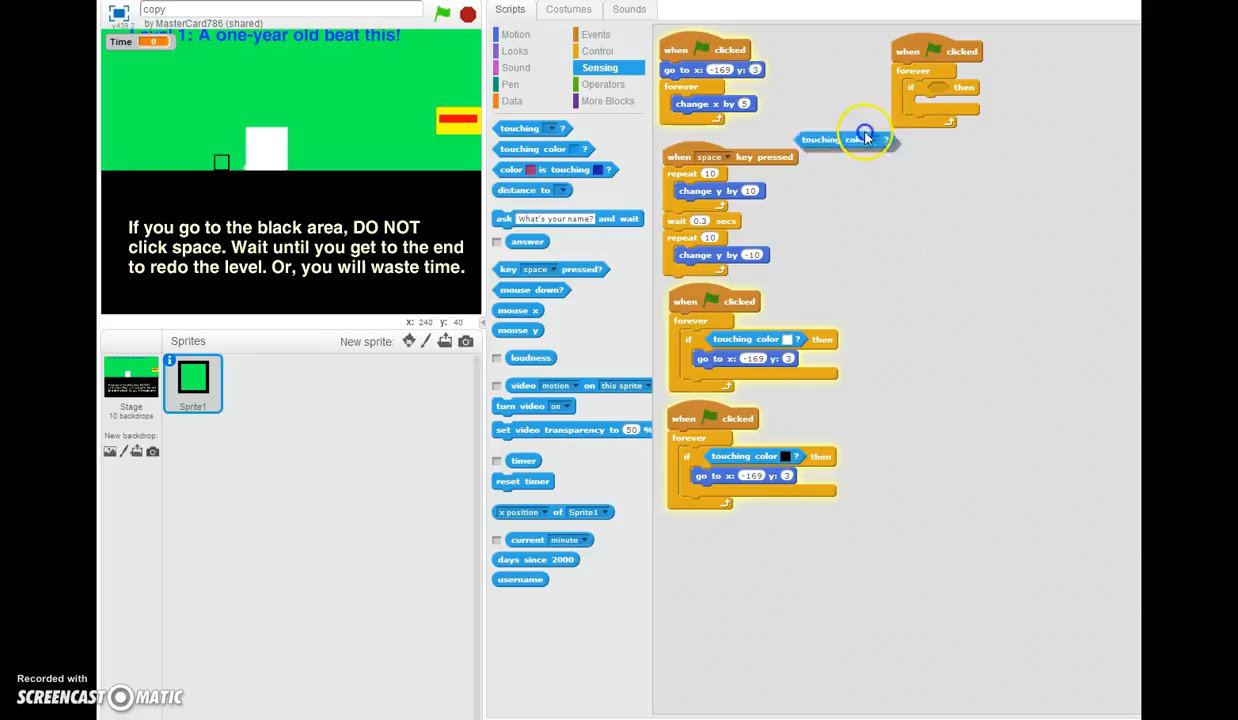 copy
by MasterCard786 (shared)
v439.2
Level 1: A one-year old beat this!
Time 0
If you go to the black area, DO NOT
click space. Wait until you get to the end
to redo the level. Or, you will waste time.
x: 240 y: 40
Sprites
New sprite:
Stage
10 backdrops
New backdrop:
Sprite1
Scripts
Costumes
Sounds
Motion
Events
Looks
Control
Sound
Sensing
Pen
Operators
Data
More Blocks
touching ?
touching color ?
color is touching ?
distance to
ask What's your name? and wait
answer
key space pressed?
mouse down?
mouse x
mouse y
loudness
video motion on this sprite
turn video on
set video transparency to 50 %
timer
reset timer
x position of Sprite1
current minute
days since 2000
username
when clicked
go to x: -169 y: 3
forever
change x by 5
when space key pressed
repeat 10
change y by 10
wait 0.3 secs
repeat 10
change y by -10
when clicked
forever
if touching color ? then
go to x: -169 y: 3
when clicked
forever
if touching color ? then
go to x: -169 y: 3
when clicked
forever
if then
touching color ?
Recorded with
SCREENCAST MATIC